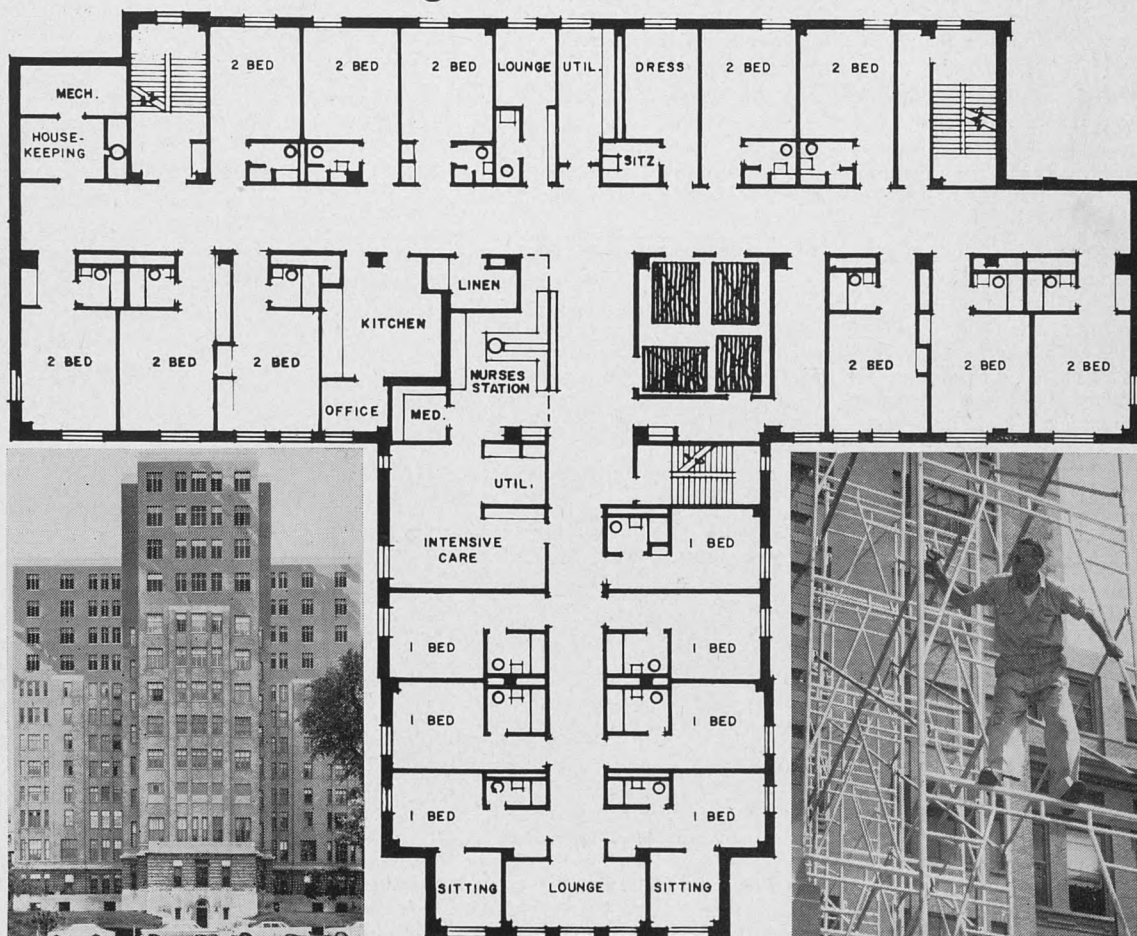 2 BED
2 BED
2 BED
LOUNGE
UTIL.
DRESS
2 BED
2 BED
MECH.
HOUSE-
KEEPING
SITZ
LINEN
KITCHEN
NURSES
STATION
2 BED
2 BED
2 BED
2 BED
2 BED
2 BED
OFFICE
MED.
UTIL.
INTENSIVE
CARE
1 BED
1 BED
1 BED
1 BED
1 BED
1 BED
1 BED
SITTING
LOUNGE
SITTING